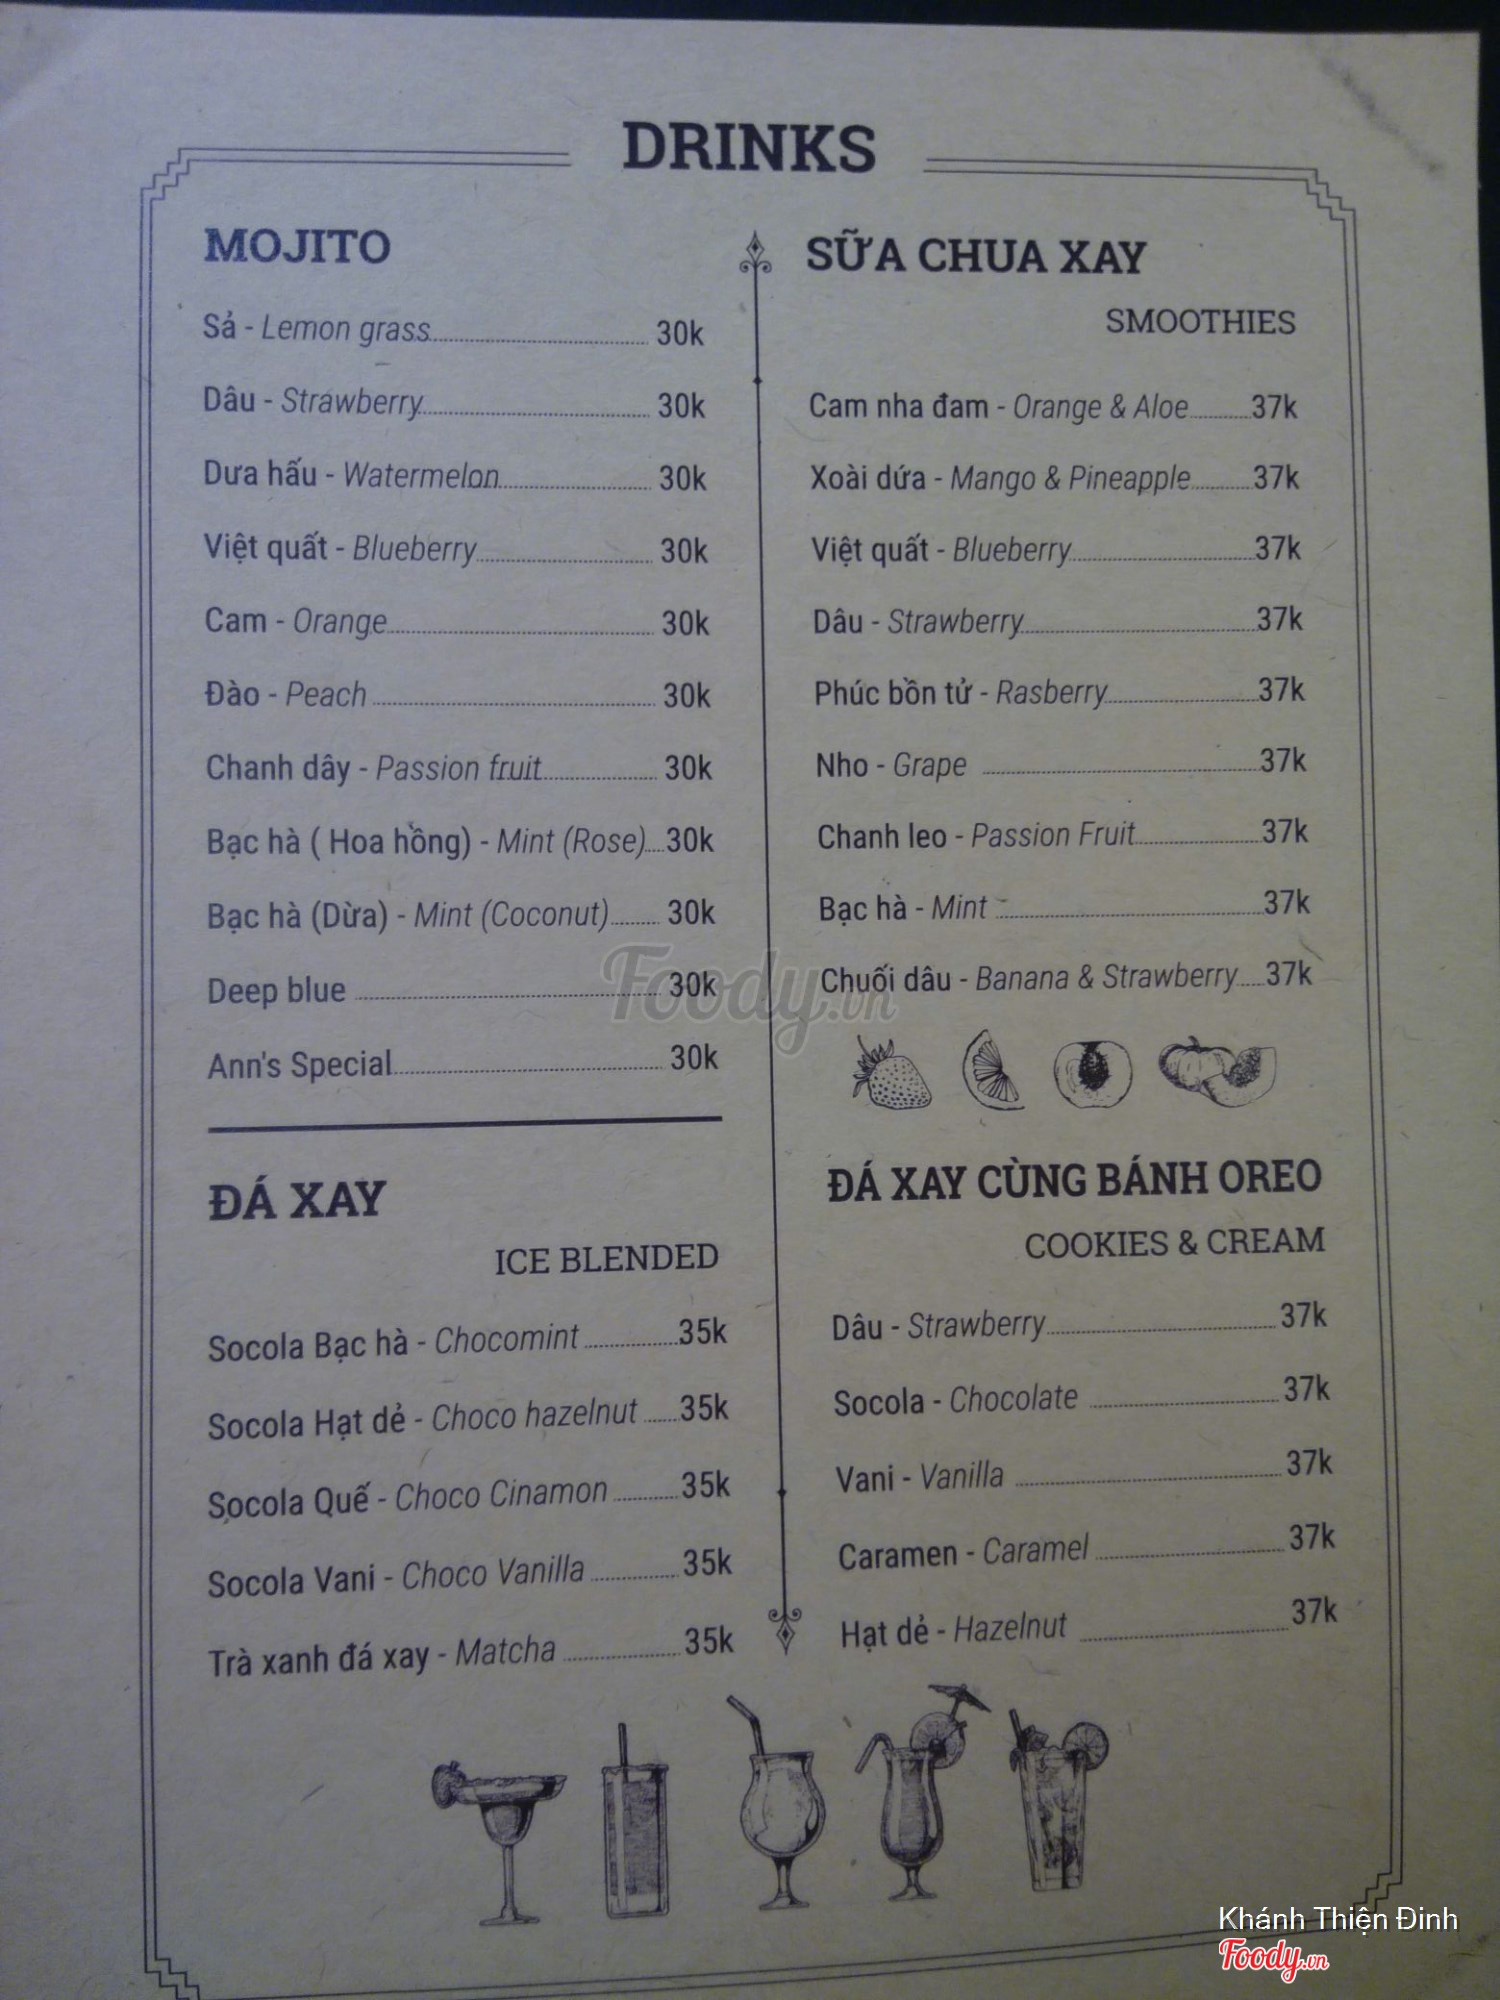 DRINKS
MOJITO
Sả - Lemon grass 30k
Dâu - Strawberry 30k
Dưa hấu - Watermelon 30k
Việt quất - Blueberry 30k
Cam - Orange 30k
Đào - Peach 30k
Chanh dây - Passion fruit 30k
Bạc hà ( Hoa hồng) - Mint (Rose) 30k
Bạc hà (Dừa) - Mint (Coconut) 30k
Deep blue 30k
Ann's Special 30k
ĐÁ XAY
ICE BLENDED
Socola Bạc hà - Chocomint 35k
Socola Hạt dẻ - Choco hazelnut 35k
Socola Quế - Choco Cinamon 35k
Socola Vani - Choco Vanilla 35k
Trà xanh đá xay - Matcha 35k
SỮA CHUA XAY
SMOOTHIES
Cam nha đam - Orange & Aloe 37k
Xoài dứa - Mango & Pineapple 37k
Việt quất - Blueberry 37k
Dâu - Strawberry 37k
Phúc bồn tử - Rasberry 37k
Nho - Grape 37k
Chanh leo - Passion Fruit 37k
Bạc hà - Mint 37k
Chuối dâu - Banana & Strawberry 37k
ĐÁ XAY CÙNG BÁNH OREO
COOKIES & CREAM
Dâu - Strawberry 37k
Socola - Chocolate 37k
Vani - Vanilla 37k
Caramen - Caramel 37k
Hạt dẻ - Hazelnut 37k
Foody.vn
Khánh Thiện Đinh
Foody.vn